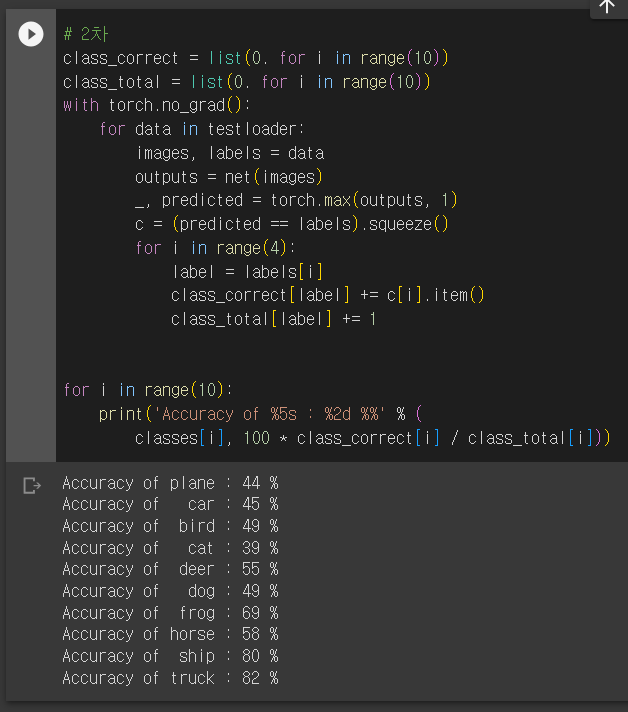 # 2차
class_correct = list(0. for i in range(10))
class_total = list(0. for i in range(10))
with torch.no_grad():
    for data in testloader:
        images, labels = data
        outputs = net(images)
        _, predicted = torch.max(outputs, 1)
        c = (predicted == labels).squeeze()
        for i in range(4):
            label = labels[i]
            class_correct[label] += c[i].item()
            class_total[label] += 1
for i in range(10):
    print('Accuracy of %5s : %2d %%' % (
        classes[i], 100 * class_correct[i] / class_total[i]))
Accuracy of plane : 44 %
Accuracy of   car : 45 %
Accuracy of  bird : 49 %
Accuracy of   cat : 39 %
Accuracy of  deer : 55 %
Accuracy of   dog : 49 %
Accuracy of  frog : 69 %
Accuracy of horse : 58 %
Accuracy of  ship : 80 %
Accuracy of truck : 82 %